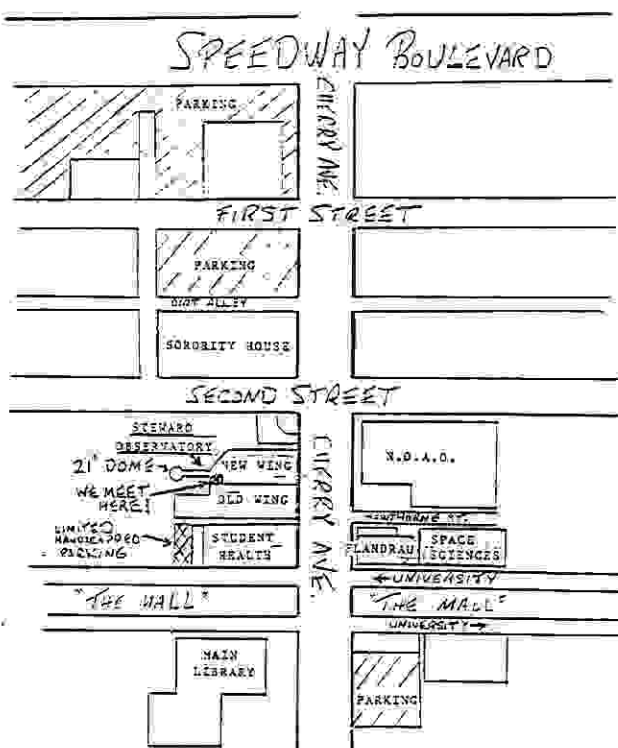 SPEEDWAY BOULEVARD
PARKING
CHERRY AVE.
FIRST STREET
PARKING
DIRT ALLEY
SORORITY HOUSE
SECOND STREET
STEWARD
OBSERVATORY
21" DOME
NEW WING
WE MEET
HERE!
OLD WING
CHERRY AVE.
N.O.A.O.
HAWTHORNE ST.
LIMITED
HANDICAPPED
PARKING
STUDENT
HEALTH
FLANDRAU
SPACE
SCIENCES
←UNIVERSITY
"THE MALL"
"THE MALL"
UNIVERSITY→
MAIN
LIBRARY
PARKING